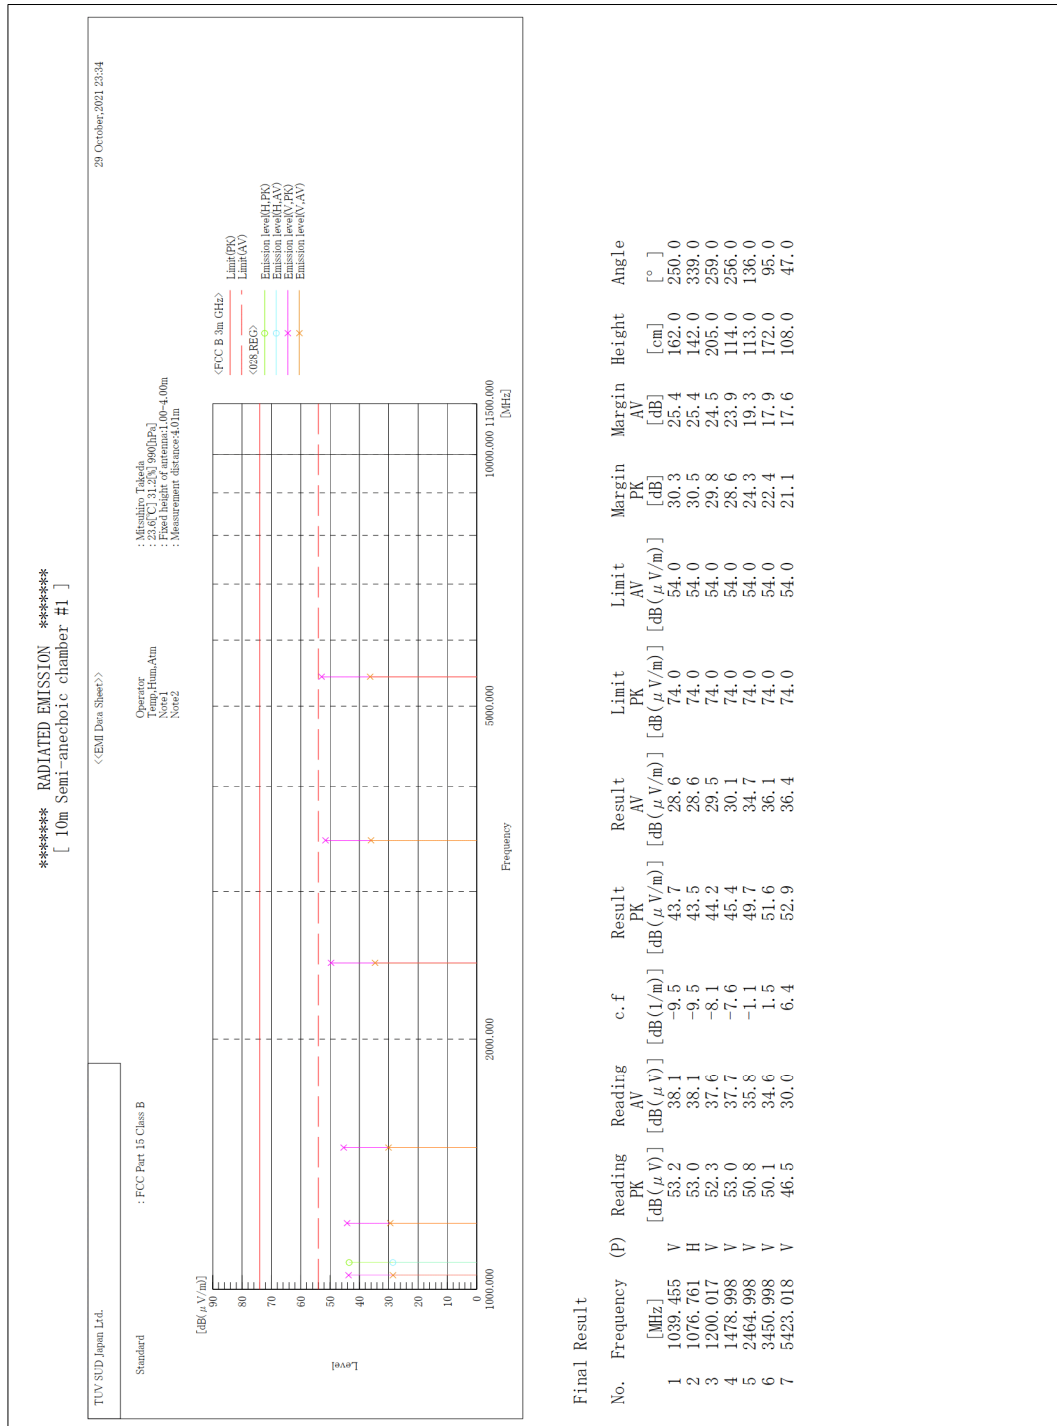 ******* RADIATED EMISSION *******
[ 10m Semi-anechoic chamber #1 ]
TUV SUD Japan Ltd.
<<EMI Data Sheet>>
29 October,2021 23:34
Standard : FCC Part 15 Class B
Operator : Mitsuhiro Takeda
Temp,Hum,Atm : 23.6[℃] 31.2[%] 990[hPa]
Note1 : Fixed height of antenna:1.00-4.00m
Note2 : Measurement distance:4.01m
<FCC B 3m GHz>
Limit(PK)
Limit(AV)
<028_REG>
Emission level(H,PK)
Emission level(H,AV)
Emission level(V,PK)
Emission level(V,AV)
[dB(μV/m)]
90
80
70
60
50
40
30
20
10
0
Level
1000.000 2000.000 5000.000 10000.000 11500.000
Frequency [MHz]
Final Result
No. Frequency (P) Reading Reading c.f Result Result Limit Limit Margin Margin Height Angle
PK AV PK AV PK AV PK AV
[MHz] [dB(μV)] [dB(μV)] [dB(1/m)] [dB(μV/m)] [dB(μV/m)] [dB(μV/m)] [dB(μV/m)] [dB] [dB] [cm] [° ]
1 1039.455 V 53.2 38.1 -9.5 43.7 28.6 74.0 54.0 30.3 25.4 162.0 250.0
2 1076.761 H 53.0 38.1 -9.5 43.5 28.6 74.0 54.0 30.5 25.4 142.0 339.0
3 1200.017 V 52.3 37.6 -8.1 44.2 29.5 74.0 54.0 29.8 24.5 205.0 259.0
4 1478.998 V 53.0 37.7 -7.6 45.4 30.1 74.0 54.0 28.6 23.9 114.0 256.0
5 2464.998 V 50.8 35.8 -1.1 49.7 34.7 74.0 54.0 24.3 19.3 113.0 136.0
6 3450.998 V 50.1 34.6 1.5 51.6 36.1 74.0 54.0 22.4 17.9 172.0 95.0
7 5423.018 V 46.5 30.0 6.4 52.9 36.4 74.0 54.0 21.1 17.6 108.0 47.0